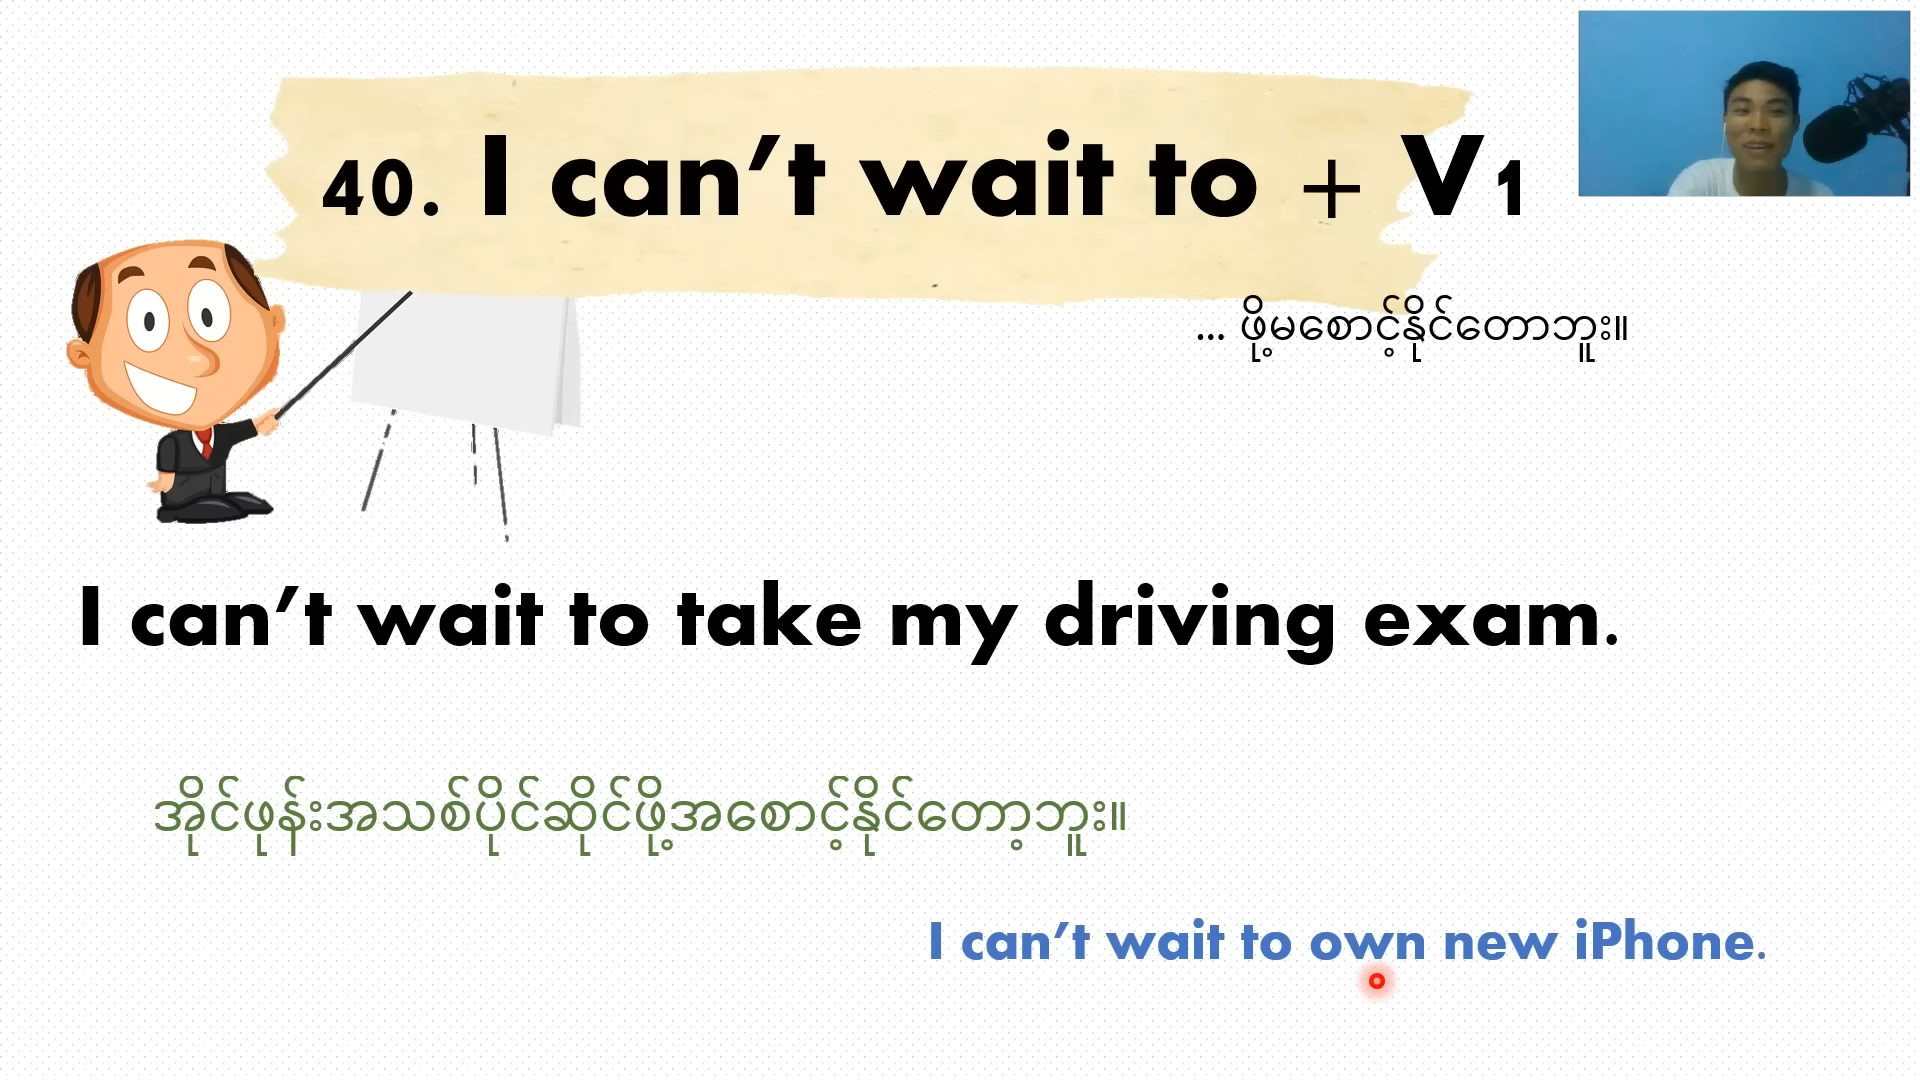 40. I can’t wait to + V1
... ဖို့မစောင့်နိုင်တောဘူး။
I can’t wait to take my driving exam.
အိုင်ဖုန်းအသစ်ပိုင်ဆိုင်ဖို့အစောင့်နိုင်တော့ဘူး။
I can’t wait to own new iPhone.